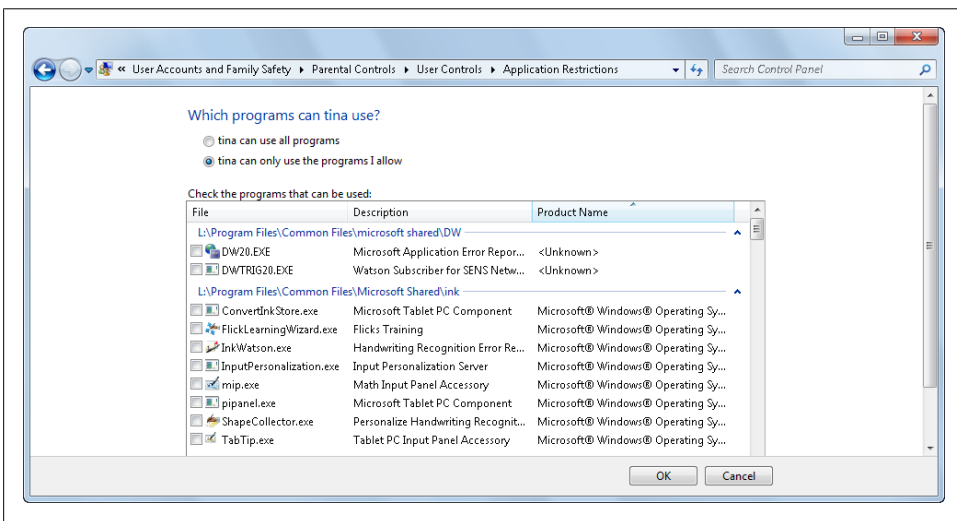 « User Accounts and Family Safety ▸ Parental Controls ▸ User Controls ▸ Application Restrictions Search Control Panel
Which programs can tina use?
tina can use all programs
tina can only use the programs I allow
Check the programs that can be used:
File Description Product Name
L:\Program Files\Common Files\microsoft shared\DW
DW20.EXE Microsoft Application Error Repor... <Unknown>
DWTRIG20.EXE Watson Subscriber for SENS Netw... <Unknown>
L:\Program Files\Common Files\Microsoft Shared\ink
ConvertInkStore.exe Microsoft Tablet PC Component Microsoft® Windows® Operating Sy...
FlickLearningWizard.exe Flicks Training Microsoft® Windows® Operating Sy...
InkWatson.exe Handwriting Recognition Error Re... Microsoft® Windows® Operating Sy...
InputPersonalization.exe Input Personalization Server Microsoft® Windows® Operating Sy...
mip.exe Math Input Panel Accessory Microsoft® Windows® Operating Sy...
pipanel.exe Microsoft Tablet PC Component Microsoft® Windows® Operating Sy...
ShapeCollector.exe Personalize Handwriting Recognit... Microsoft® Windows® Operating Sy...
TabTip.exe Tablet PC Input Panel Accessory Microsoft® Windows® Operating Sy...
OK Cancel